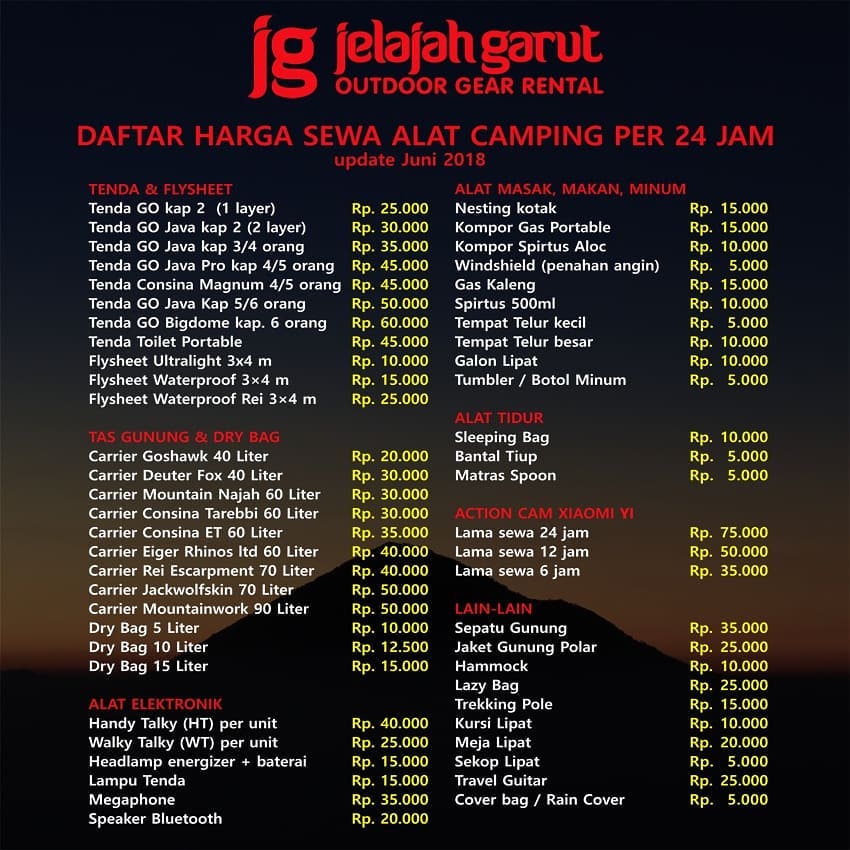 jg jelajah garut
OUTDOOR GEAR RENTAL
DAFTAR HARGA SEWA ALAT CAMPING PER 24 JAM
update Juni 2018
TENDA & FLYSHEET
Tenda GO kap 2 (1 layer) Rp. 25.000
Tenda GO Java kap 2 (2 layer) Rp. 30.000
Tenda GO Java kap 3/4 orang Rp. 35.000
Tenda GO Java Pro kap 4/5 orang Rp. 45.000
Tenda Consina Magnum 4/5 orang Rp. 45.000
Tenda GO Java Kap 5/6 orang Rp. 50.000
Tenda GO Bigdome kap. 6 orang Rp. 60.000
Tenda Toilet Portable Rp. 45.000
Flysheet Ultralight 3x4 m Rp. 10.000
Flysheet Waterproof 3×4 m Rp. 15.000
Flysheet Waterproof Rei 3×4 m Rp. 25.000
TAS GUNUNG & DRY BAG
Carrier Goshawk 40 Liter Rp. 20.000
Carrier Deuter Fox 40 Liter Rp. 30.000
Carrier Mountain Najah 60 Liter Rp. 30.000
Carrier Consina Tarebbi 60 Liter Rp. 30.000
Carrier Consina ET 60 Liter Rp. 35.000
Carrier Eiger Rhinos ltd 60 Liter Rp. 40.000
Carrier Rei Escarpment 70 Liter Rp. 40.000
Carrier Jackwolfskin 70 Liter Rp. 50.000
Carrier Mountainwork 90 Liter Rp. 50.000
Dry Bag 5 Liter Rp. 10.000
Dry Bag 10 Liter Rp. 12.500
Dry Bag 15 Liter Rp. 15.000
ALAT ELEKTRONIK
Handy Talky (HT) per unit Rp. 40.000
Walky Talky (WT) per unit Rp. 25.000
Headlamp energizer + baterai Rp. 15.000
Lampu Tenda Rp. 15.000
Megaphone Rp. 35.000
Speaker Bluetooth Rp. 20.000
ALAT MASAK, MAKAN, MINUM
Nesting kotak Rp. 15.000
Kompor Gas Portable Rp. 15.000
Kompor Spirtus Aloc Rp. 10.000
Windshield (penahan angin) Rp. 5.000
Gas Kaleng Rp. 15.000
Spirtus 500ml Rp. 10.000
Tempat Telur kecil Rp. 5.000
Tempat Telur besar Rp. 10.000
Galon Lipat Rp. 10.000
Tumbler / Botol Minum Rp. 5.000
ALAT TIDUR
Sleeping Bag Rp. 10.000
Bantal Tiup Rp. 5.000
Matras Spoon Rp. 5.000
ACTION CAM XIAOMI YI
Lama sewa 24 jam Rp. 75.000
Lama sewa 12 jam Rp. 50.000
Lama sewa 6 jam Rp. 35.000
LAIN-LAIN
Sepatu Gunung Rp. 35.000
Jaket Gunung Polar Rp. 25.000
Hammock Rp. 10.000
Lazy Bag Rp. 25.000
Trekking Pole Rp. 15.000
Kursi Lipat Rp. 10.000
Meja Lipat Rp. 20.000
Sekop Lipat Rp. 5.000
Travel Guitar Rp. 25.000
Cover bag / Rain Cover Rp. 5.000